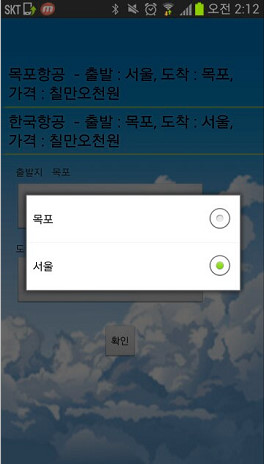 SKT 오전 2:12
목포항공 - 출발 : 서울, 도착 : 목포,
가격 : 칠만오천원
한국항공 - 출발 : 목포, 도착 : 서울,
가격 : 칠만오천원
출발지 목포
목포
도
서울
확인